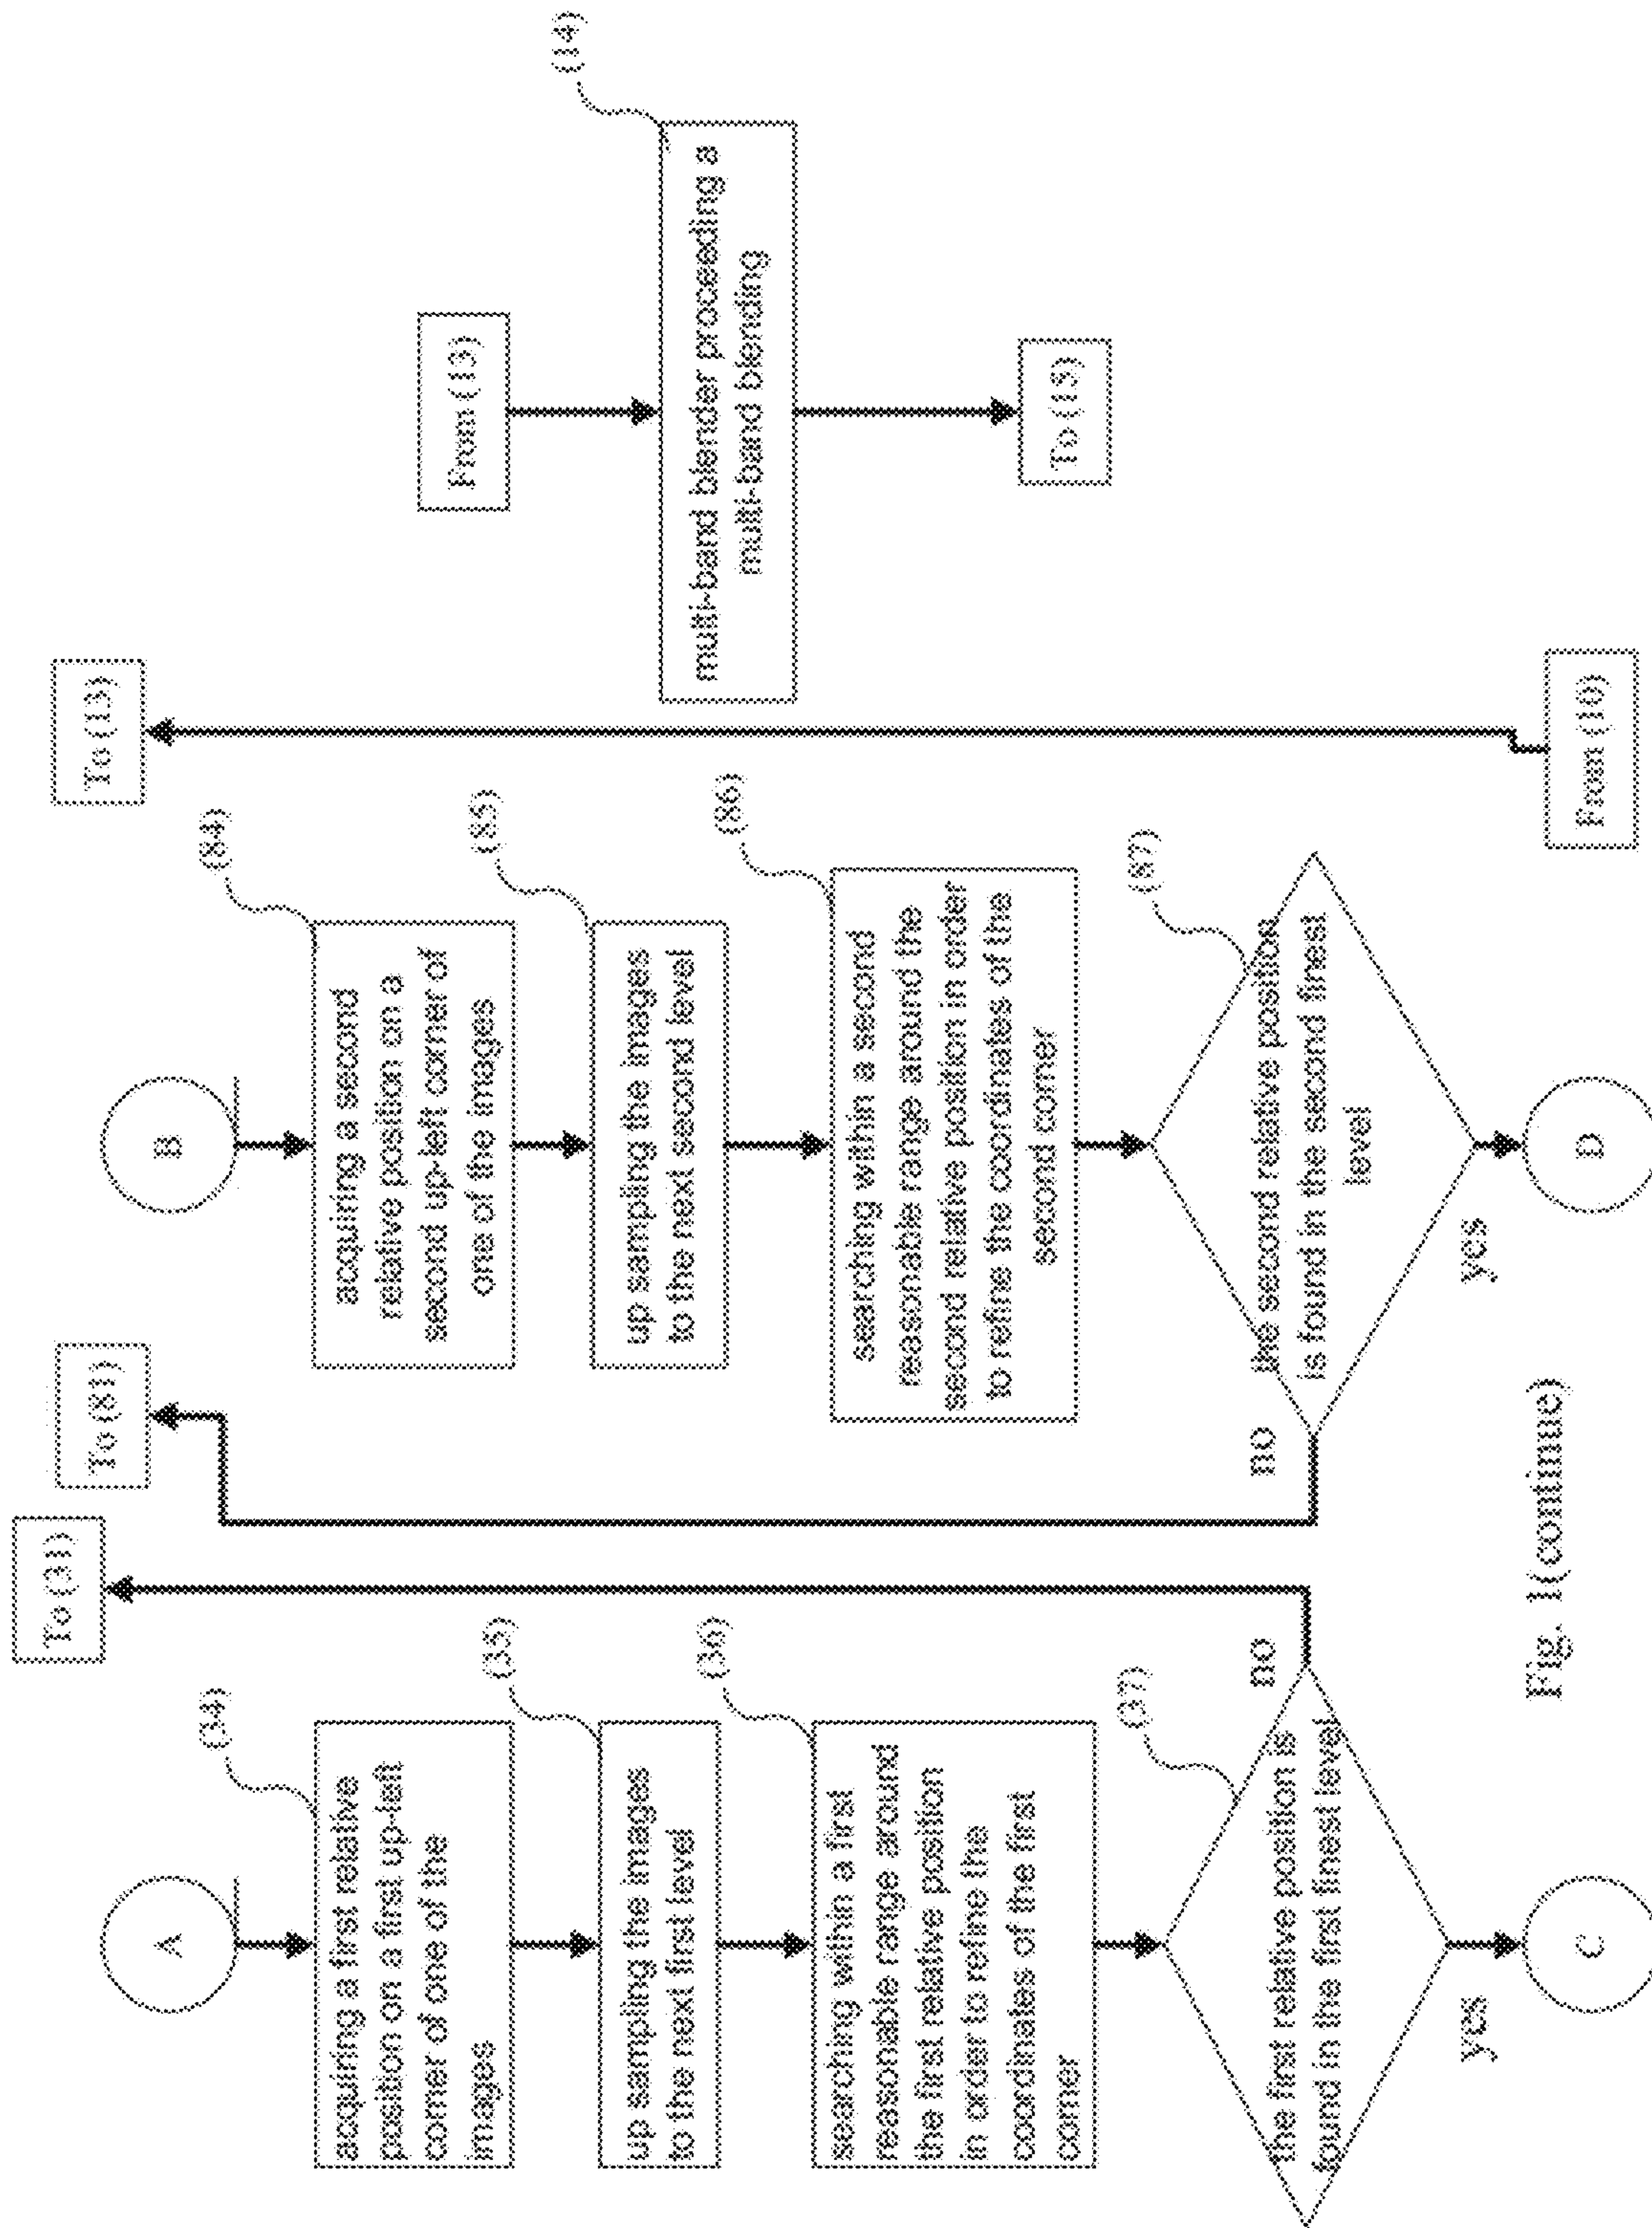 To (31)
A
(34)
acquiring a first relative
position on a first up-left
corner of one of the
images
(35)
up sampling the images
to the next first level
(36)
searching within a first
reasonable range around
the first relative position
in order to refine the
coordinates of the first
corner
(37)
the first relative position is
found in the first finest level
no
yes
C
To (81)
B
(84)
acquiring a second
relative position on a
second up-left corner of
one of the images
(85)
up sampling the images
to the next second level
(86)
searching within a second
reasonable range around the
second relative position in order
to refine the coordinates of the
second corner
(87)
the second relative position
is found in the second finest
level
no
yes
D
To (13)
From (10)
From (13)
(14)
multi-band blender proceeding a
multi-band blending
To (15)
Fig. 1(continue)